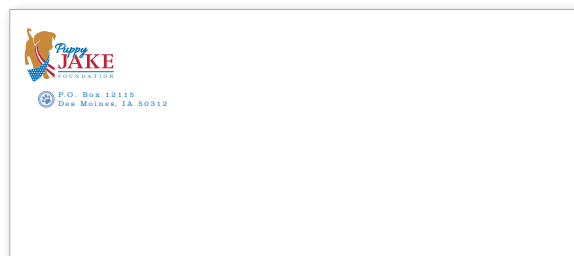 Puppy
JAKE
FOUNDATION
P.O. Box 12115
Des Moines, IA 50312